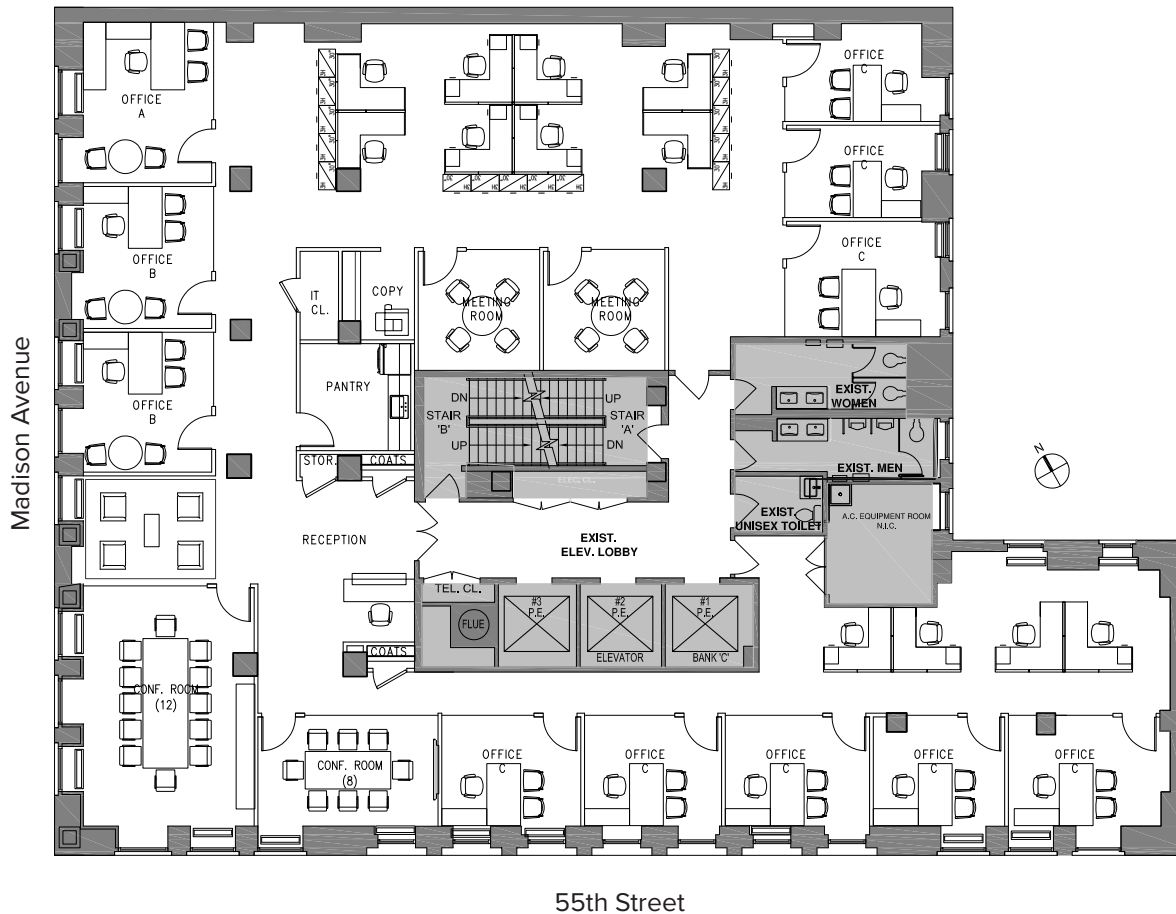 OFFICE
A
OFFICE
C
OFFICE
C
OFFICE
B
OFFICE
C
IT
CL.
COPY
MEETING
ROOM
MEETING
ROOM
PANTRY
OFFICE
B
DN
UP
STAIR
'B'
STAIR
'A'
UP
DN
EXIST.
WOMEN
STOR.
COATS
EXIST. MEN
ELEC. CL.
N
RECEPTION
EXIST.
ELEV. LOBBY
EXIST.
UNISEX TOILET
A.C. EQUIPMENT ROOM
N.I.C.
TEL. CL.
FLUE
#3
P.E.
#2
P.E.
#1
P.E.
ELEVATOR
BANK 'C'
COATS
CONF. ROOM
(12)
CONF. ROOM
(8)
OFFICE
C
OFFICE
C
OFFICE
C
OFFICE
C
OFFICE
C
Madison Avenue
55th Street